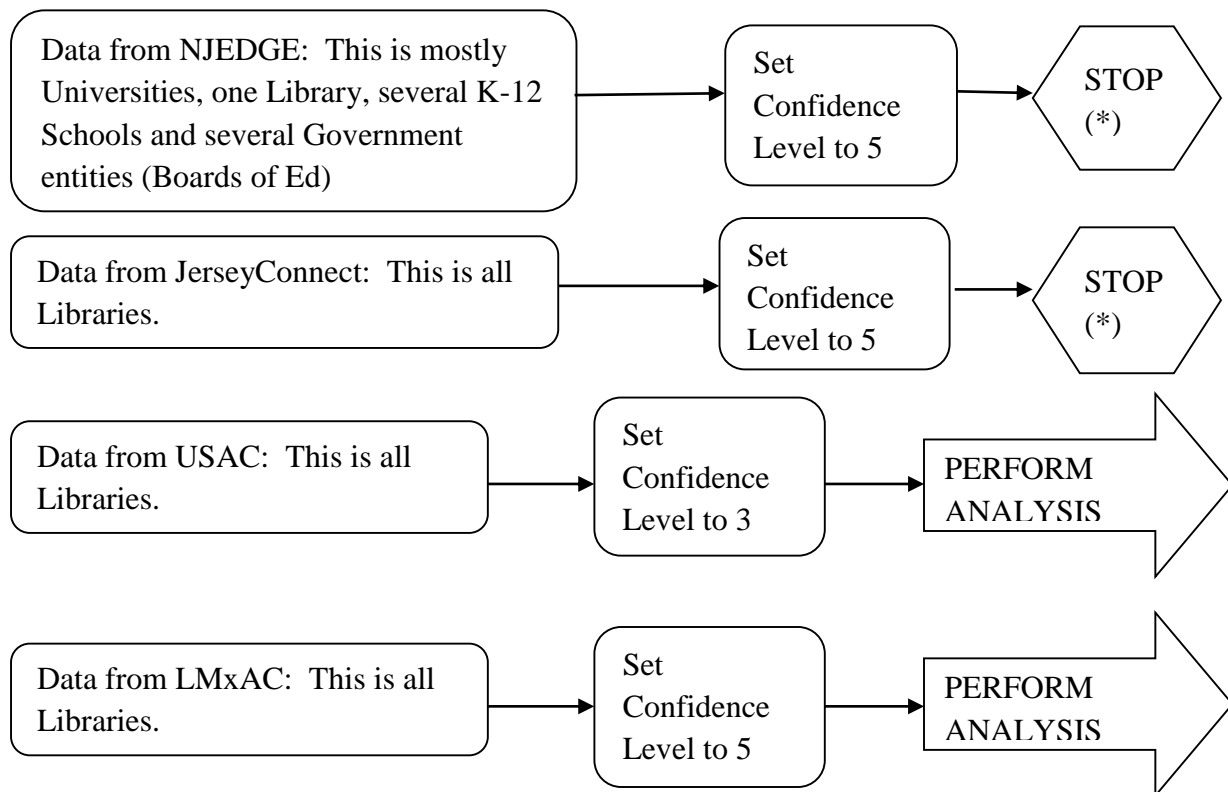 Data from NJEDGE:  This is mostly
Universities, one Library, several K-12
Schools and several Government
entities (Boards of Ed)
Set
Confidence
Level to 5
STOP
(*)
Data from JerseyConnect:  This is all
Libraries.
Set
Confidence
Level to 5
STOP
(*)
Data from USAC:  This is all
Libraries.
Set
Confidence
Level to 3
PERFORM
ANALYSIS
Data from LMxAC:  This is all
Libraries.
Set
Confidence
Level to 5
PERFORM
ANALYSIS